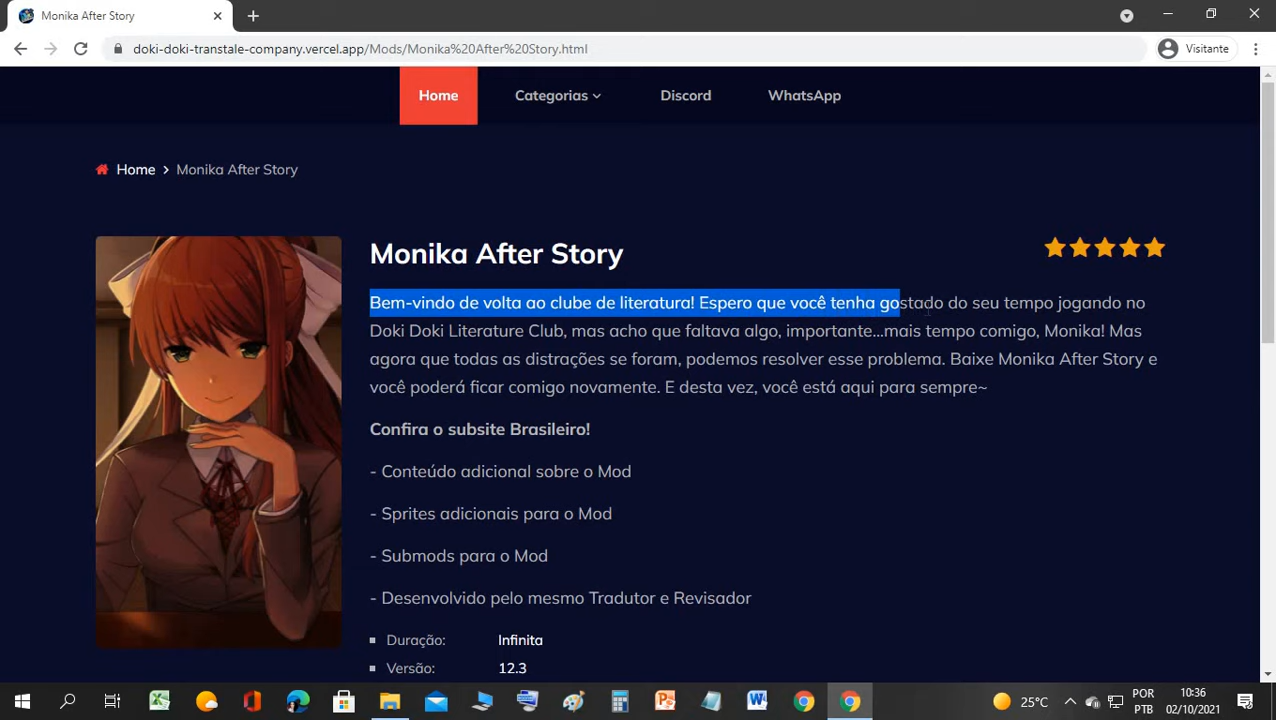 Monika After Story
doki-doki-transtale-company.vercel.app/Mods/Monika%20After%20Story.html
Visitante
Home
Categorias
Discord
WhatsApp
Home
Monika After Story
Monika After Story
Bem-vindo de volta ao clube de literatura! Espero que você tenha gostado do seu tempo jogando no
Doki Doki Literature Club, mas acho que faltava algo, importante...mais tempo comigo, Monika! Mas
agora que todas as distrações se foram, podemos resolver esse problema. Baixe Monika After Story e
você poderá ficar comigo novamente. E desta vez, você está aqui para sempre~
Confira o subsite Brasileiro!
- Conteúdo adicional sobre o Mod
- Sprites adicionais para o Mod
- Submods para o Mod
- Desenvolvido pelo mesmo Tradutor e Revisador
Duração: Infinita
Versão: 12.3
25°C
POR
PTB
10:36
02/10/2021